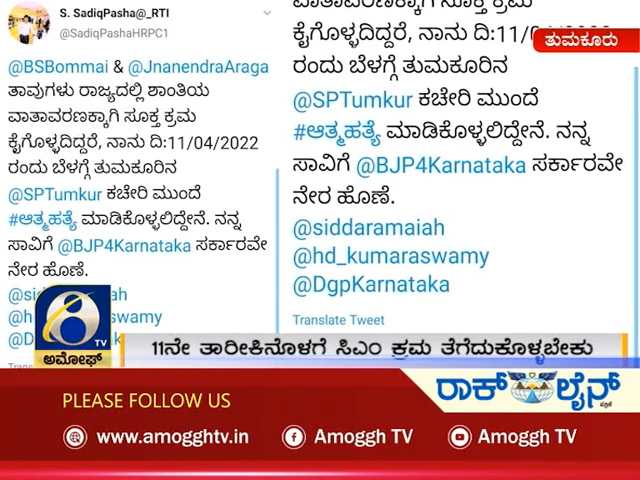 S. SadiqPasha@_RTI
@SadiqPashaHRPC1
@BSBommai & @JnanendraAraga
ತಾವುಗಳು ರಾಜ್ಯದಲ್ಲಿ ಶಾಂತಿಯ
ವಾತಾವರಣಕ್ಕಾಗಿ ಸೂಕ್ತ ಕ್ರಮ
ಕೈಗೊಳ್ಳದಿದ್ದರೆ, ನಾನು ದಿ:11/04/2022
ರಂದು ಬೆಳಗ್ಗೆ ತುಮಕೂರಿನ
@SPTumkur ಕಚೇರಿ ಮುಂದೆ
#ಆತ್ಮಹತ್ಯೆ ಮಾಡಿಕೊಳ್ಳಲಿದ್ದೇನೆ. ನನ್ನ
ಸಾವಿಗೆ @BJP4Karnataka ಸರ್ಕಾರವೇ
ನೇರ ಹೊಣೆ.
ವಾತಾವರಣಕ್ಕಾಗಿ ಸೂಕ್ತ ಕ್ರಮ
ಕೈಗೊಳ್ಳದಿದ್ದರೆ, ನಾನು ದಿ:11/
ರಂದು ಬೆಳಗ್ಗೆ ತುಮಕೂರಿನ
@SPTumkur ಕಚೇರಿ ಮುಂದೆ
#ಆತ್ಮಹತ್ಯೆ ಮಾಡಿಕೊಳ್ಳಲಿದ್ದೇನೆ. ನನ್ನ
ಸಾವಿಗೆ @BJP4Karnataka ಸರ್ಕಾರವೇ
ನೇರ ಹೊಣೆ.
@siddaramaiah
@hd_kumaraswamy
@DgpKarnataka
Translate Tweet
ತುಮಕೂರು
TV
ಅಮೋಘ್
11ನೇ ತಾರೀಕಿನೊಳಗೆ ಸಿಎಂ ಕ್ರಮ ತೆಗೆದುಕೊಳ್ಳಬೇಕು
ರಾಕ್ ಲೈನ್
PLEASE FOLLOW US
www.amogghtv.in
Amoggh TV
Amoggh TV